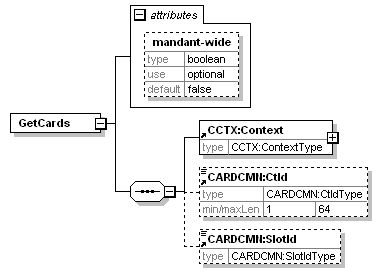 attributes
mandant-wide
type boolean
use optional
default false
GetCards
CCTX:Context
type CCTX:ContextType
CARDCMN:CtId
type CARDCMN:CtIdType
min/maxLen 1 64
CARDCMN:SlotId
type CARDCMN:SlotIdType